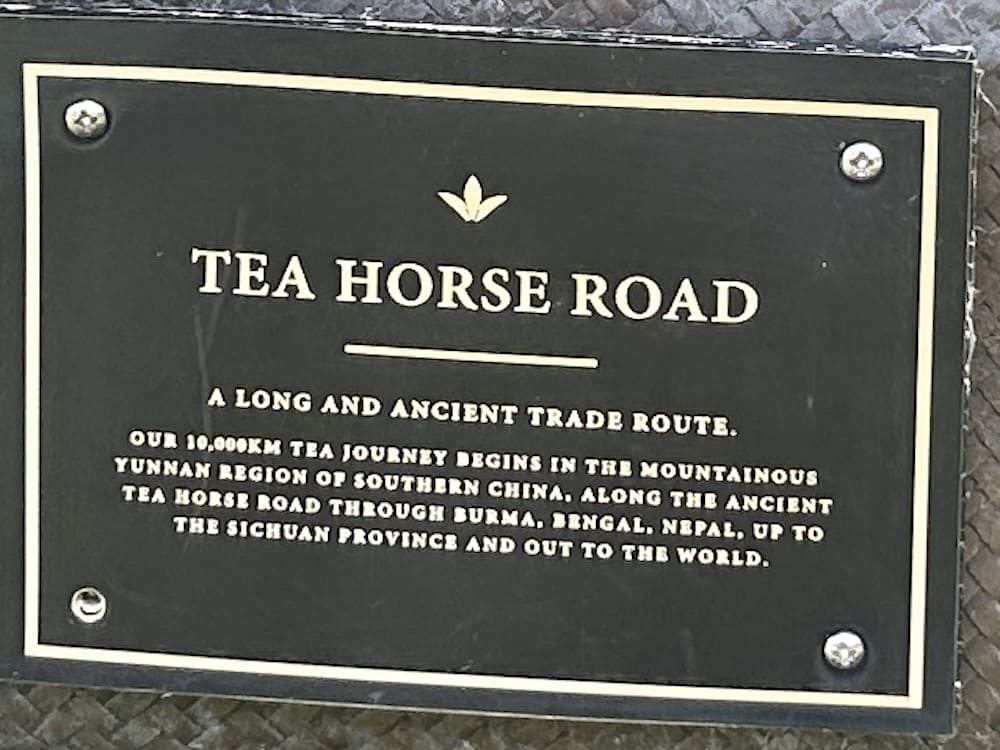 TEA HORSE ROAD
A LONG AND ANCIENT TRADE ROUTE.
OUR 10,000KM TEA JOURNEY BEGINS IN THE MOUNTAINOUS
YUNNAN REGION OF SOUTHERN CHINA, ALONG THE ANCIENT
TEA HORSE ROAD THROUGH BURMA, BENGAL, NEPAL, UP TO
THE SICHUAN PROVINCE AND OUT TO THE WORLD.